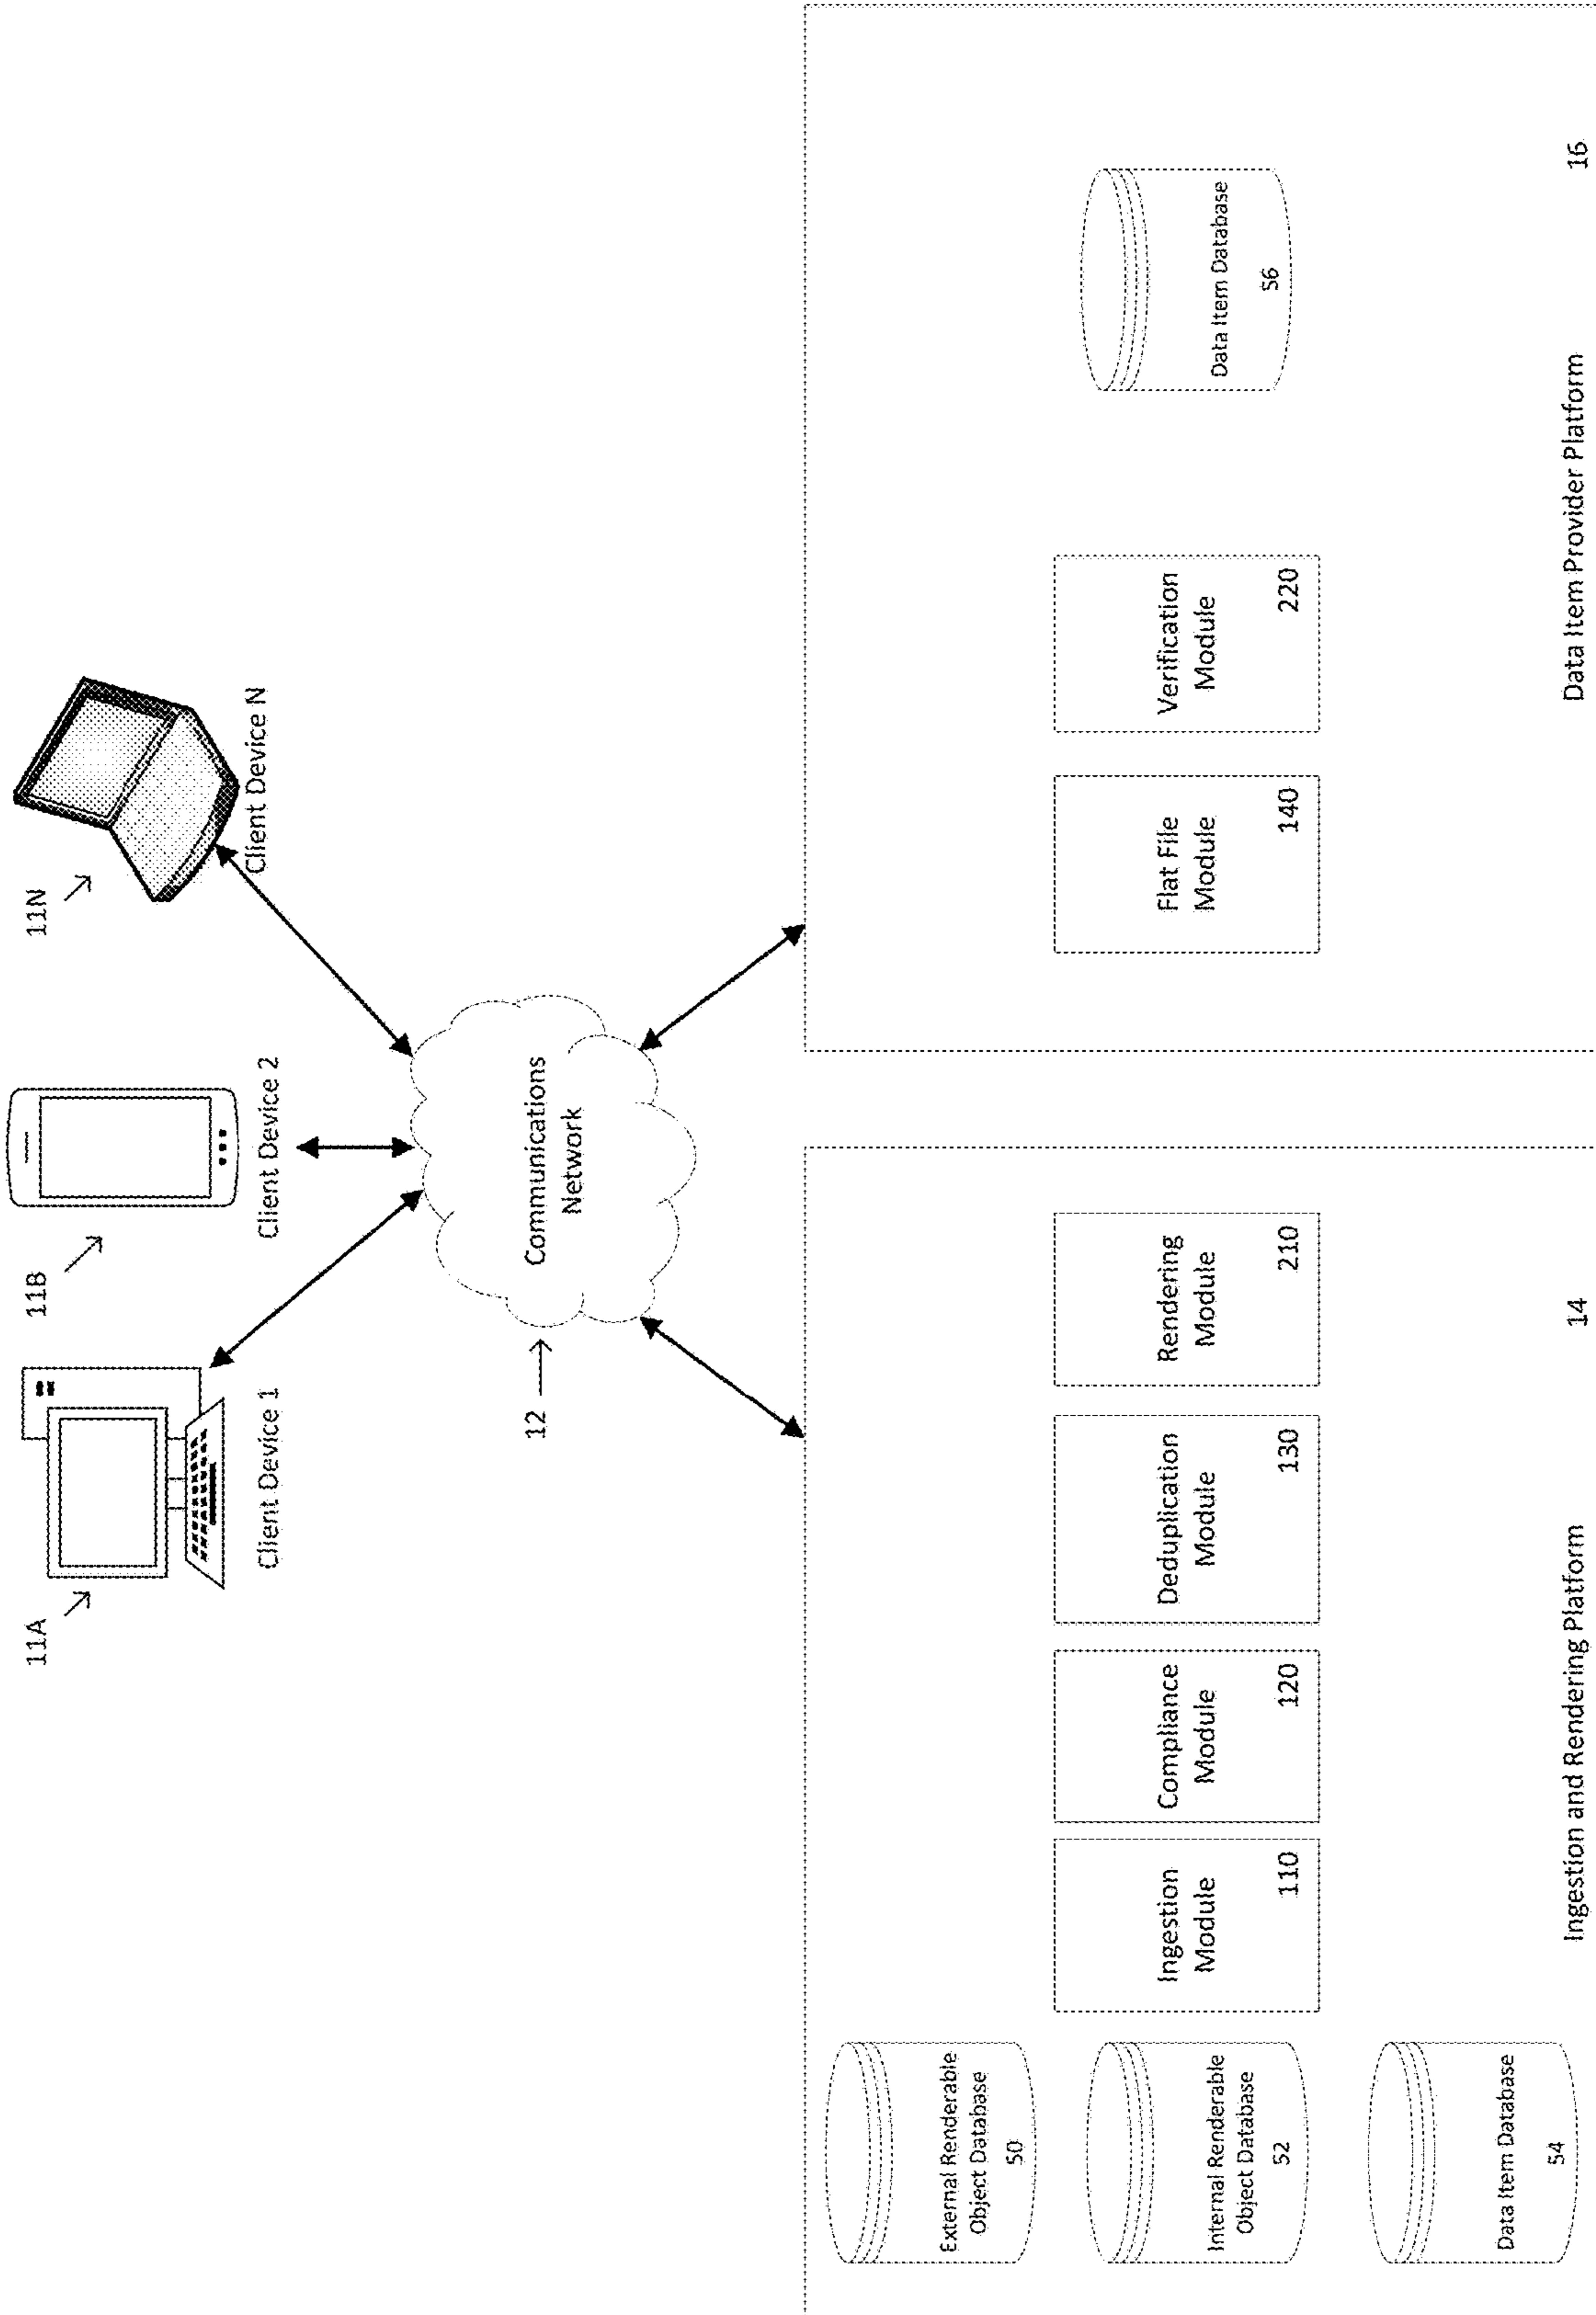 11A
Client Device 1
11B
Client Device 2
11N
Client Device N
12
Communications
Network
External Renderable
Object Database
50
Internal Renderable
Object Database
52
Data Item Database
54
Ingestion
Module
110
Compliance
Module
120
Deduplication
Module
130
Rendering
Module
210
Ingestion and Rendering Platform
14
Flat File
Module
140
Verification
Module
220
Data Item Database
56
Data Item Provider Platform
16